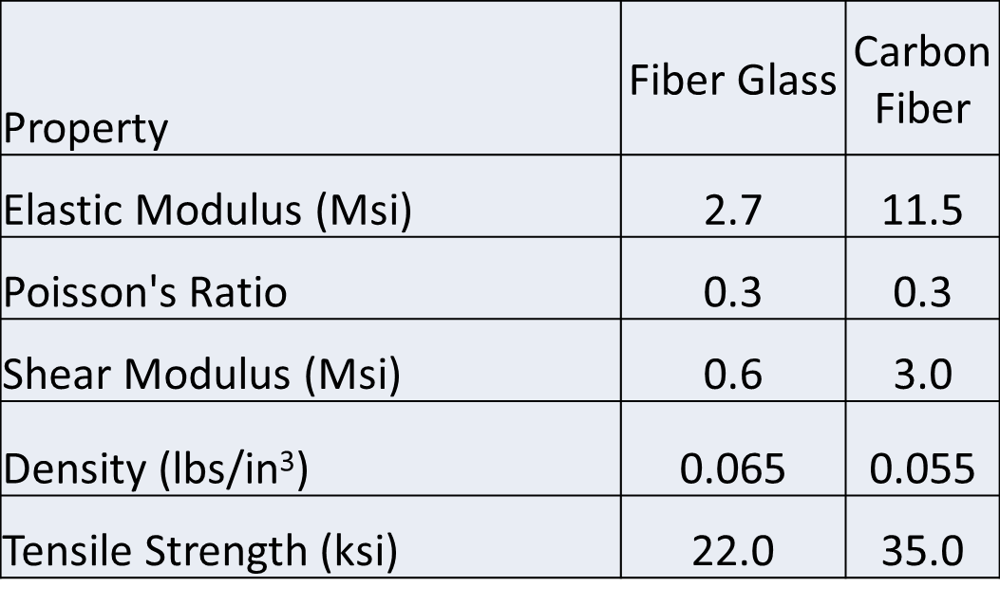 Property Fiber Glass Carbon Fiber
Elastic Modulus (Msi) 2.7 11.5
Poisson's Ratio 0.3 0.3
Shear Modulus (Msi) 0.6 3.0
Density (lbs/in³) 0.065 0.055
Tensile Strength (ksi) 22.0 35.0